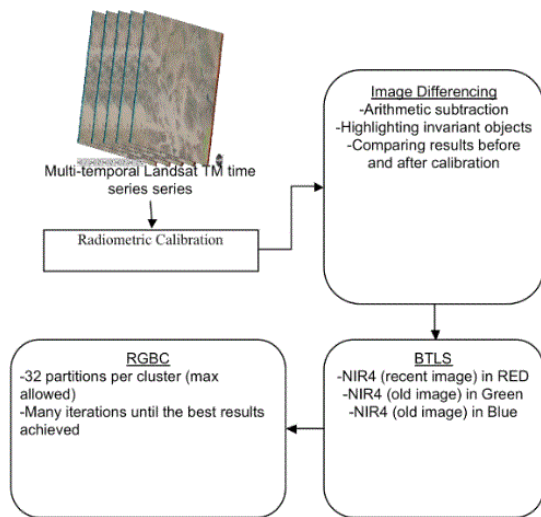 Multi-temporal Landsat TM time
series series
Radiometric Calibration
Image Differencing
-Arithmetic subtraction
-Highlighting invariant objects
-Comparing results before
and after calibration
BTLS
-NIR4 (recent image) in RED
-NIR4 (old image) in Green
-NIR4 (old image) in Blue
RGBC
-32 partitions per cluster (max
allowed)
-Many iterations until the best results
achieved